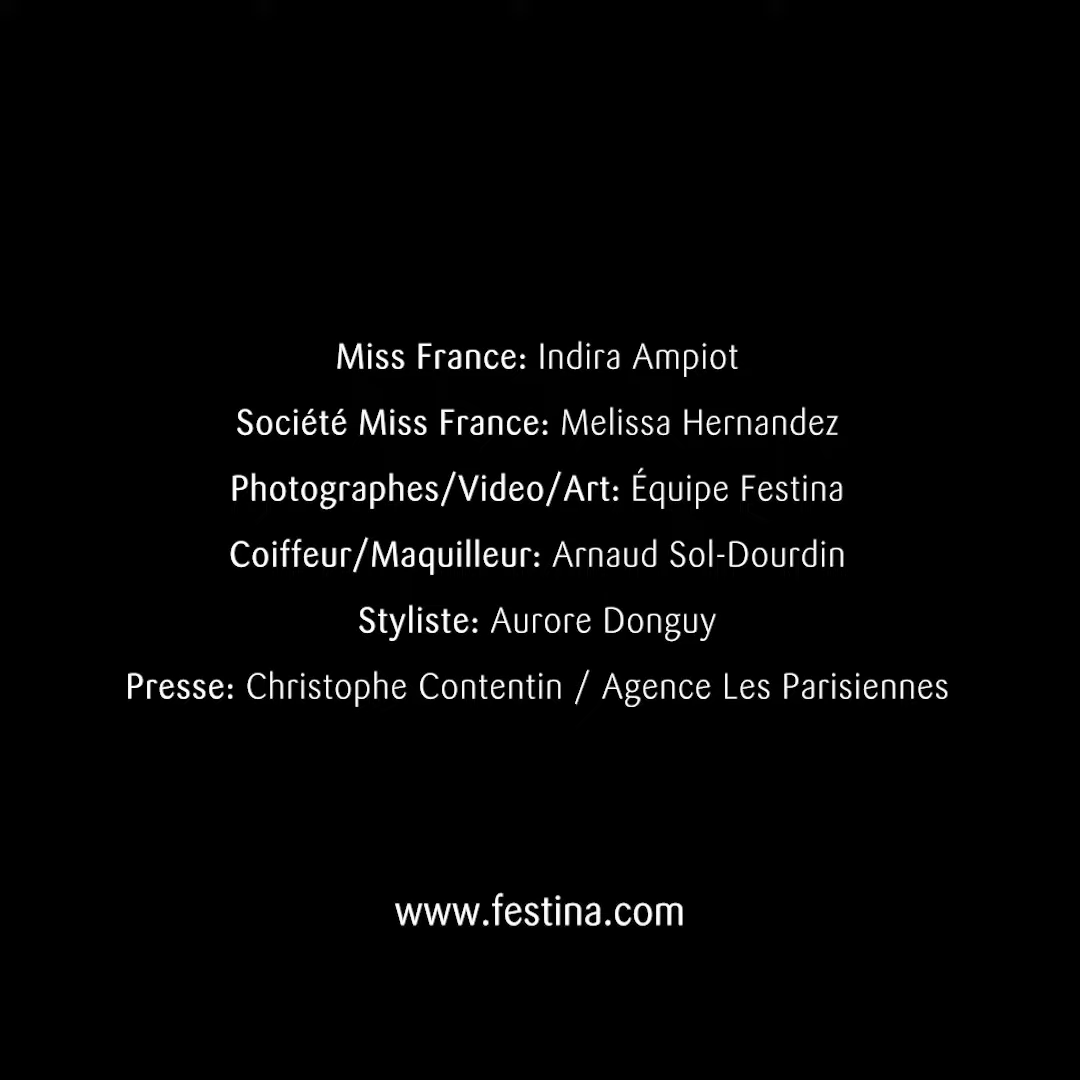 Miss France: Indira Ampiot
Société Miss France: Melissa Hernandez
Photographes/Video/Art: Équipe Festina
Coiffeur/Maquilleur: Arnaud Sol-Dourdin
Styliste: Aurore Donguy
Presse: Christophe Contentin / Agence Les Parisiennes
www.festina.com